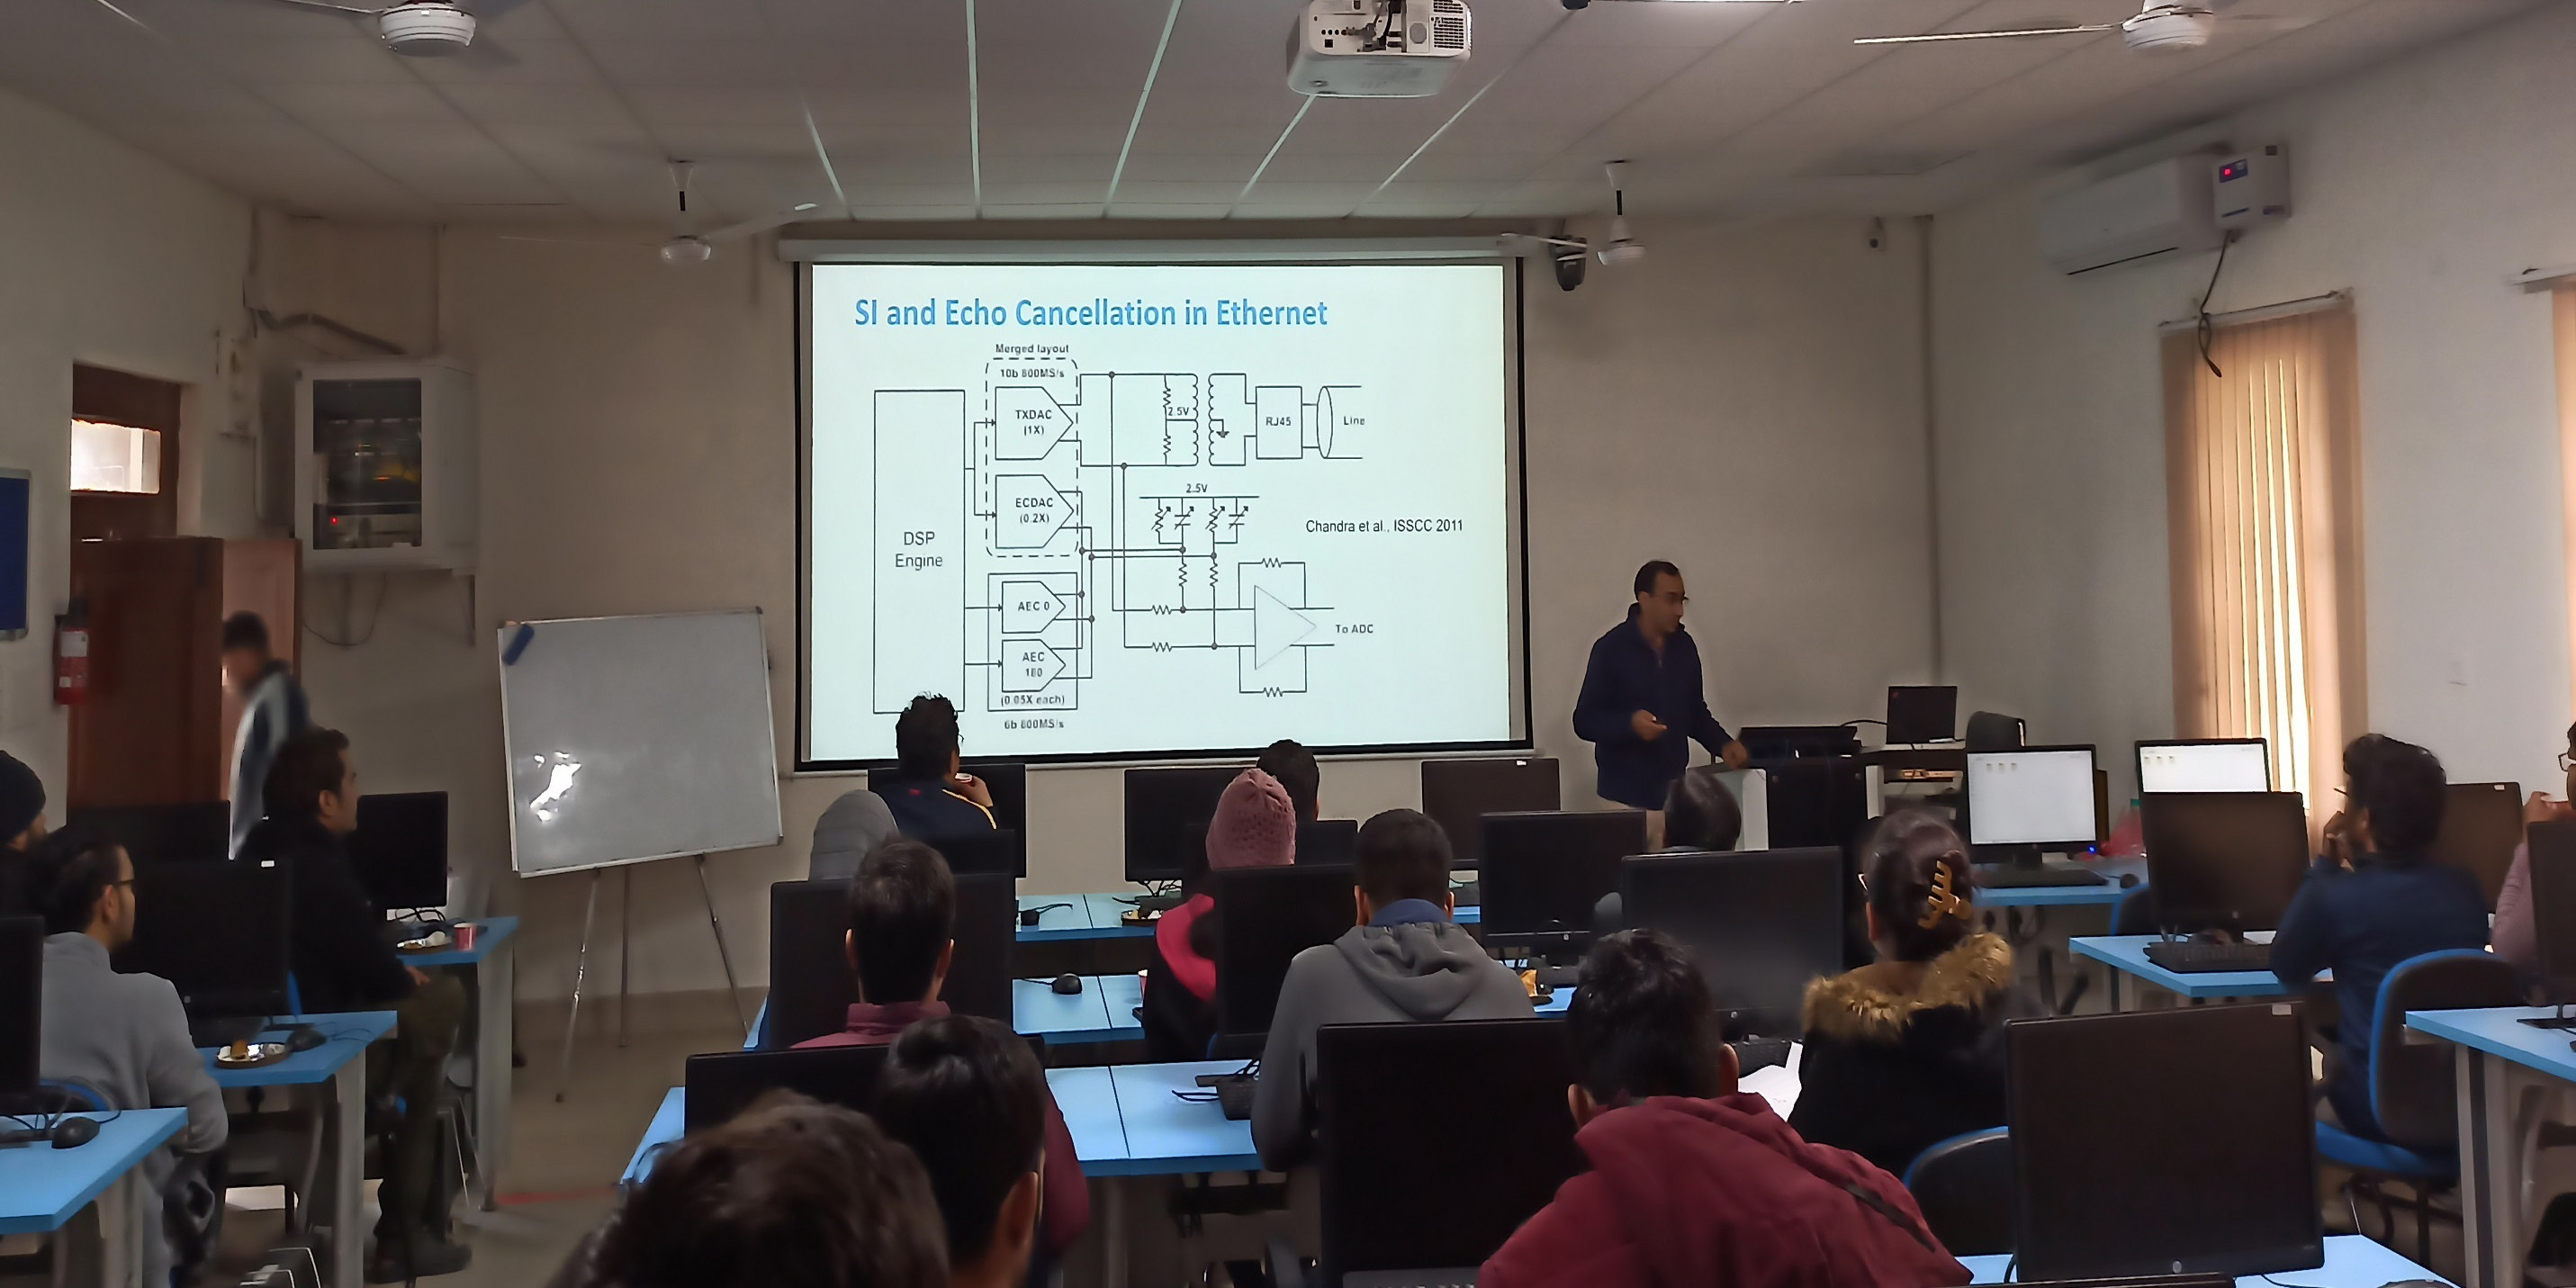 SI and Echo Cancellation in Ethernet
Merged layout
10b 800MS/s
TXDAC
(1X)
2.5V
RJ45
Line
ECDAC
(0.2X)
2.5V
Chandra et al., ISSCC 2011
DSP
Engine
AEC 0
To ADC
AEC
180
(0.05X each)
6b 800MS/s